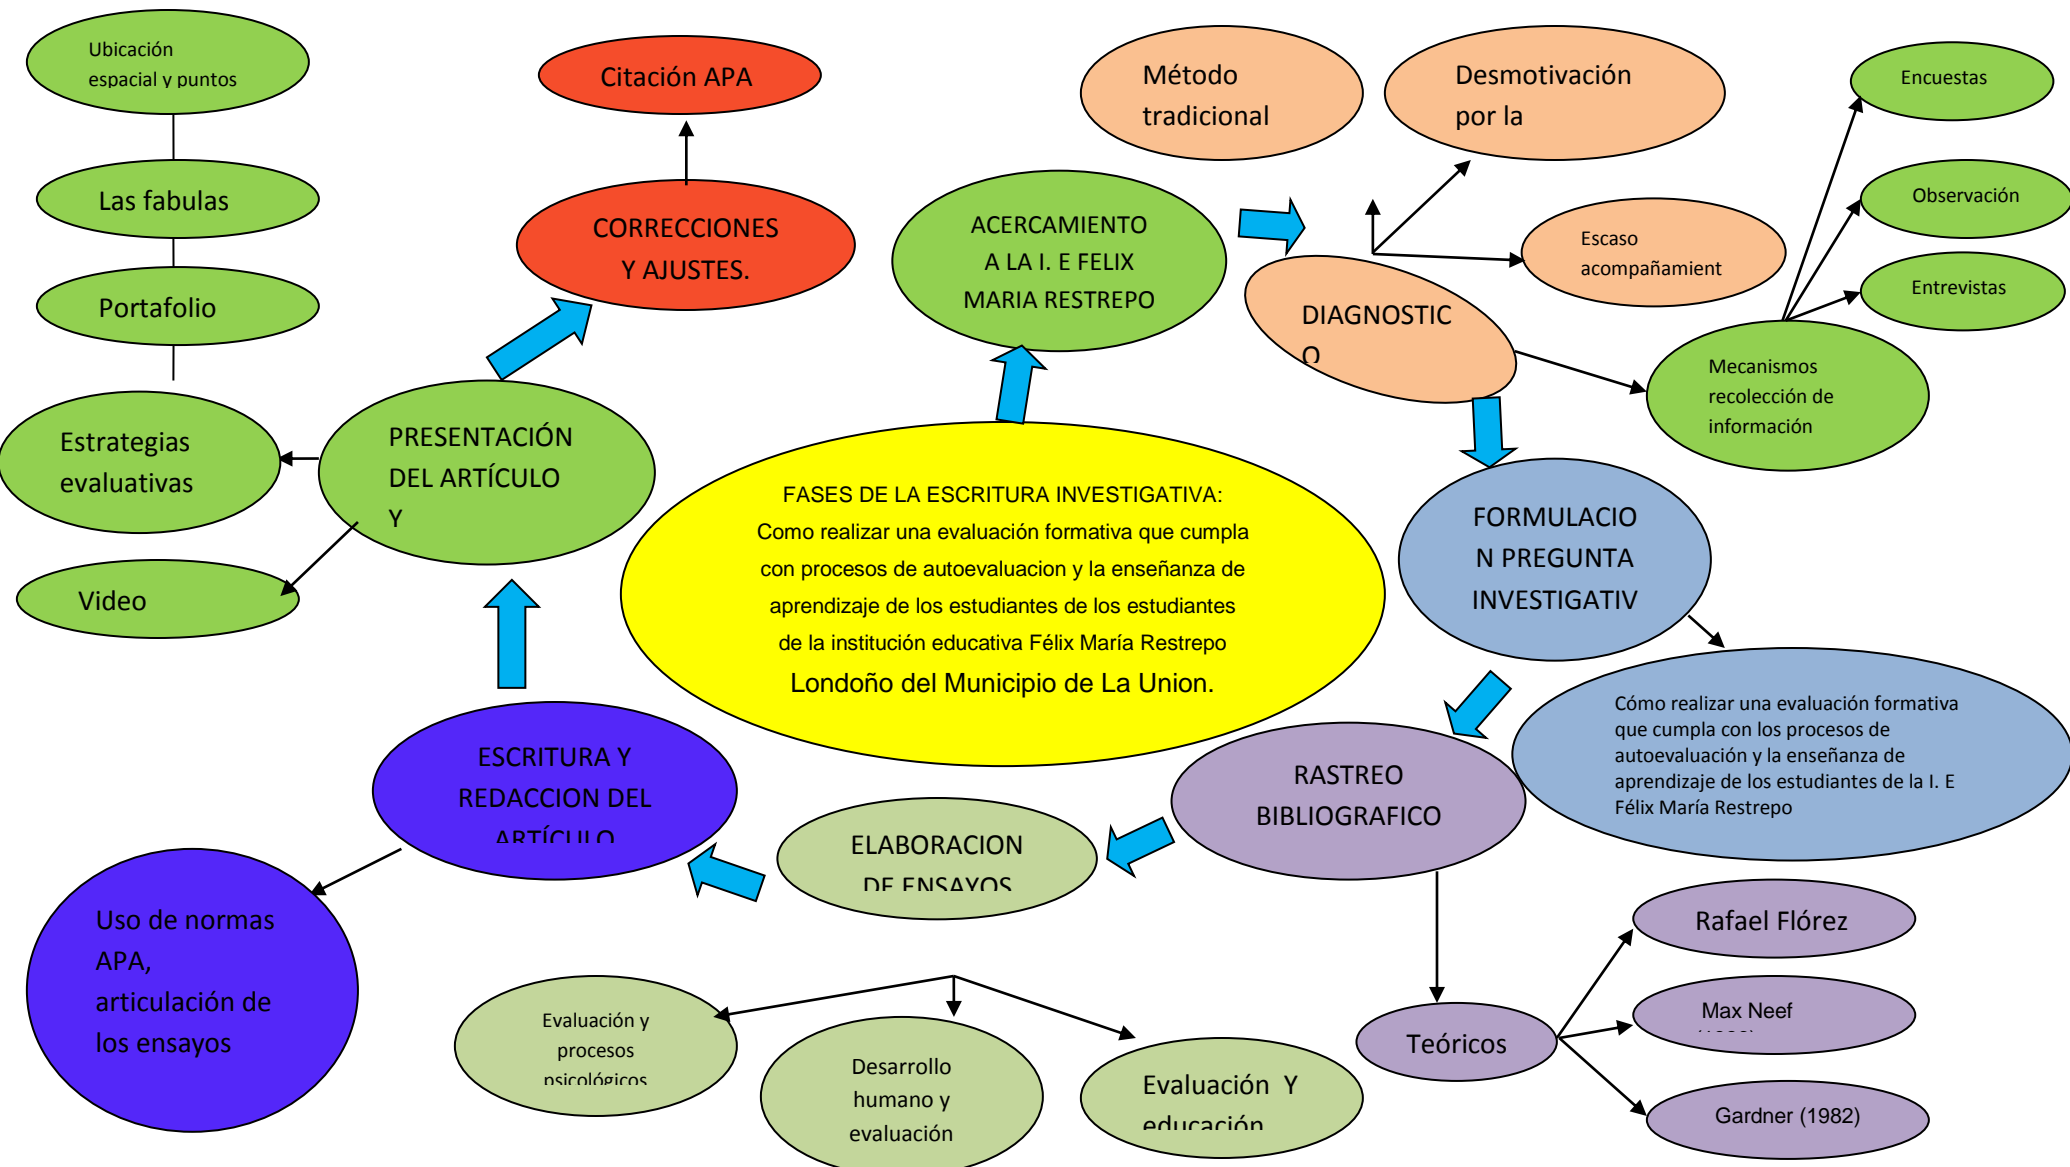 Ubicación
espacial y puntos
Las fabulas
Portafolio
Estrategias
evaluativas
Video
Citación APA
CORRECCIONES
Y AJUSTES.
PRESENTACIÓN
DEL ARTÍCULO
Y
ACERCAMIENTO
A LA I. E FELIX
MARIA RESTREPO
Método
tradicional
Desmotivación
por la
Escaso
acompañamient
DIAGNOSTIC
O
Encuestas
Observación
Entrevistas
Mecanismos
recolección de
información
FASES DE LA ESCRITURA INVESTIGATIVA:
Como realizar una evaluación formativa que cumpla
con procesos de autoevaluacion y la enseñanza de
aprendizaje de los estudiantes de los estudiantes
de la institución educativa Félix María Restrepo
Londoño del Municipio de La Union.
FORMULACIO
N PREGUNTA
INVESTIGATIV
Cómo realizar una evaluación formativa
que cumpla con los procesos de
autoevaluación y la enseñanza de
aprendizaje de los estudiantes de la I. E
Félix María Restrepo
RASTREO
BIBLIOGRAFICO
Teóricos
Rafael Flórez
Max Neef
Gardner (1982)
ELABORACION
DE ENSAYOS
Evaluación y
procesos
psicológicos
Desarrollo
humano y
evaluación
Evaluación Y
educación
ESCRITURA Y
REDACCION DEL
ARTÍCULO
Uso de normas
APA,
articulación de
los ensayos